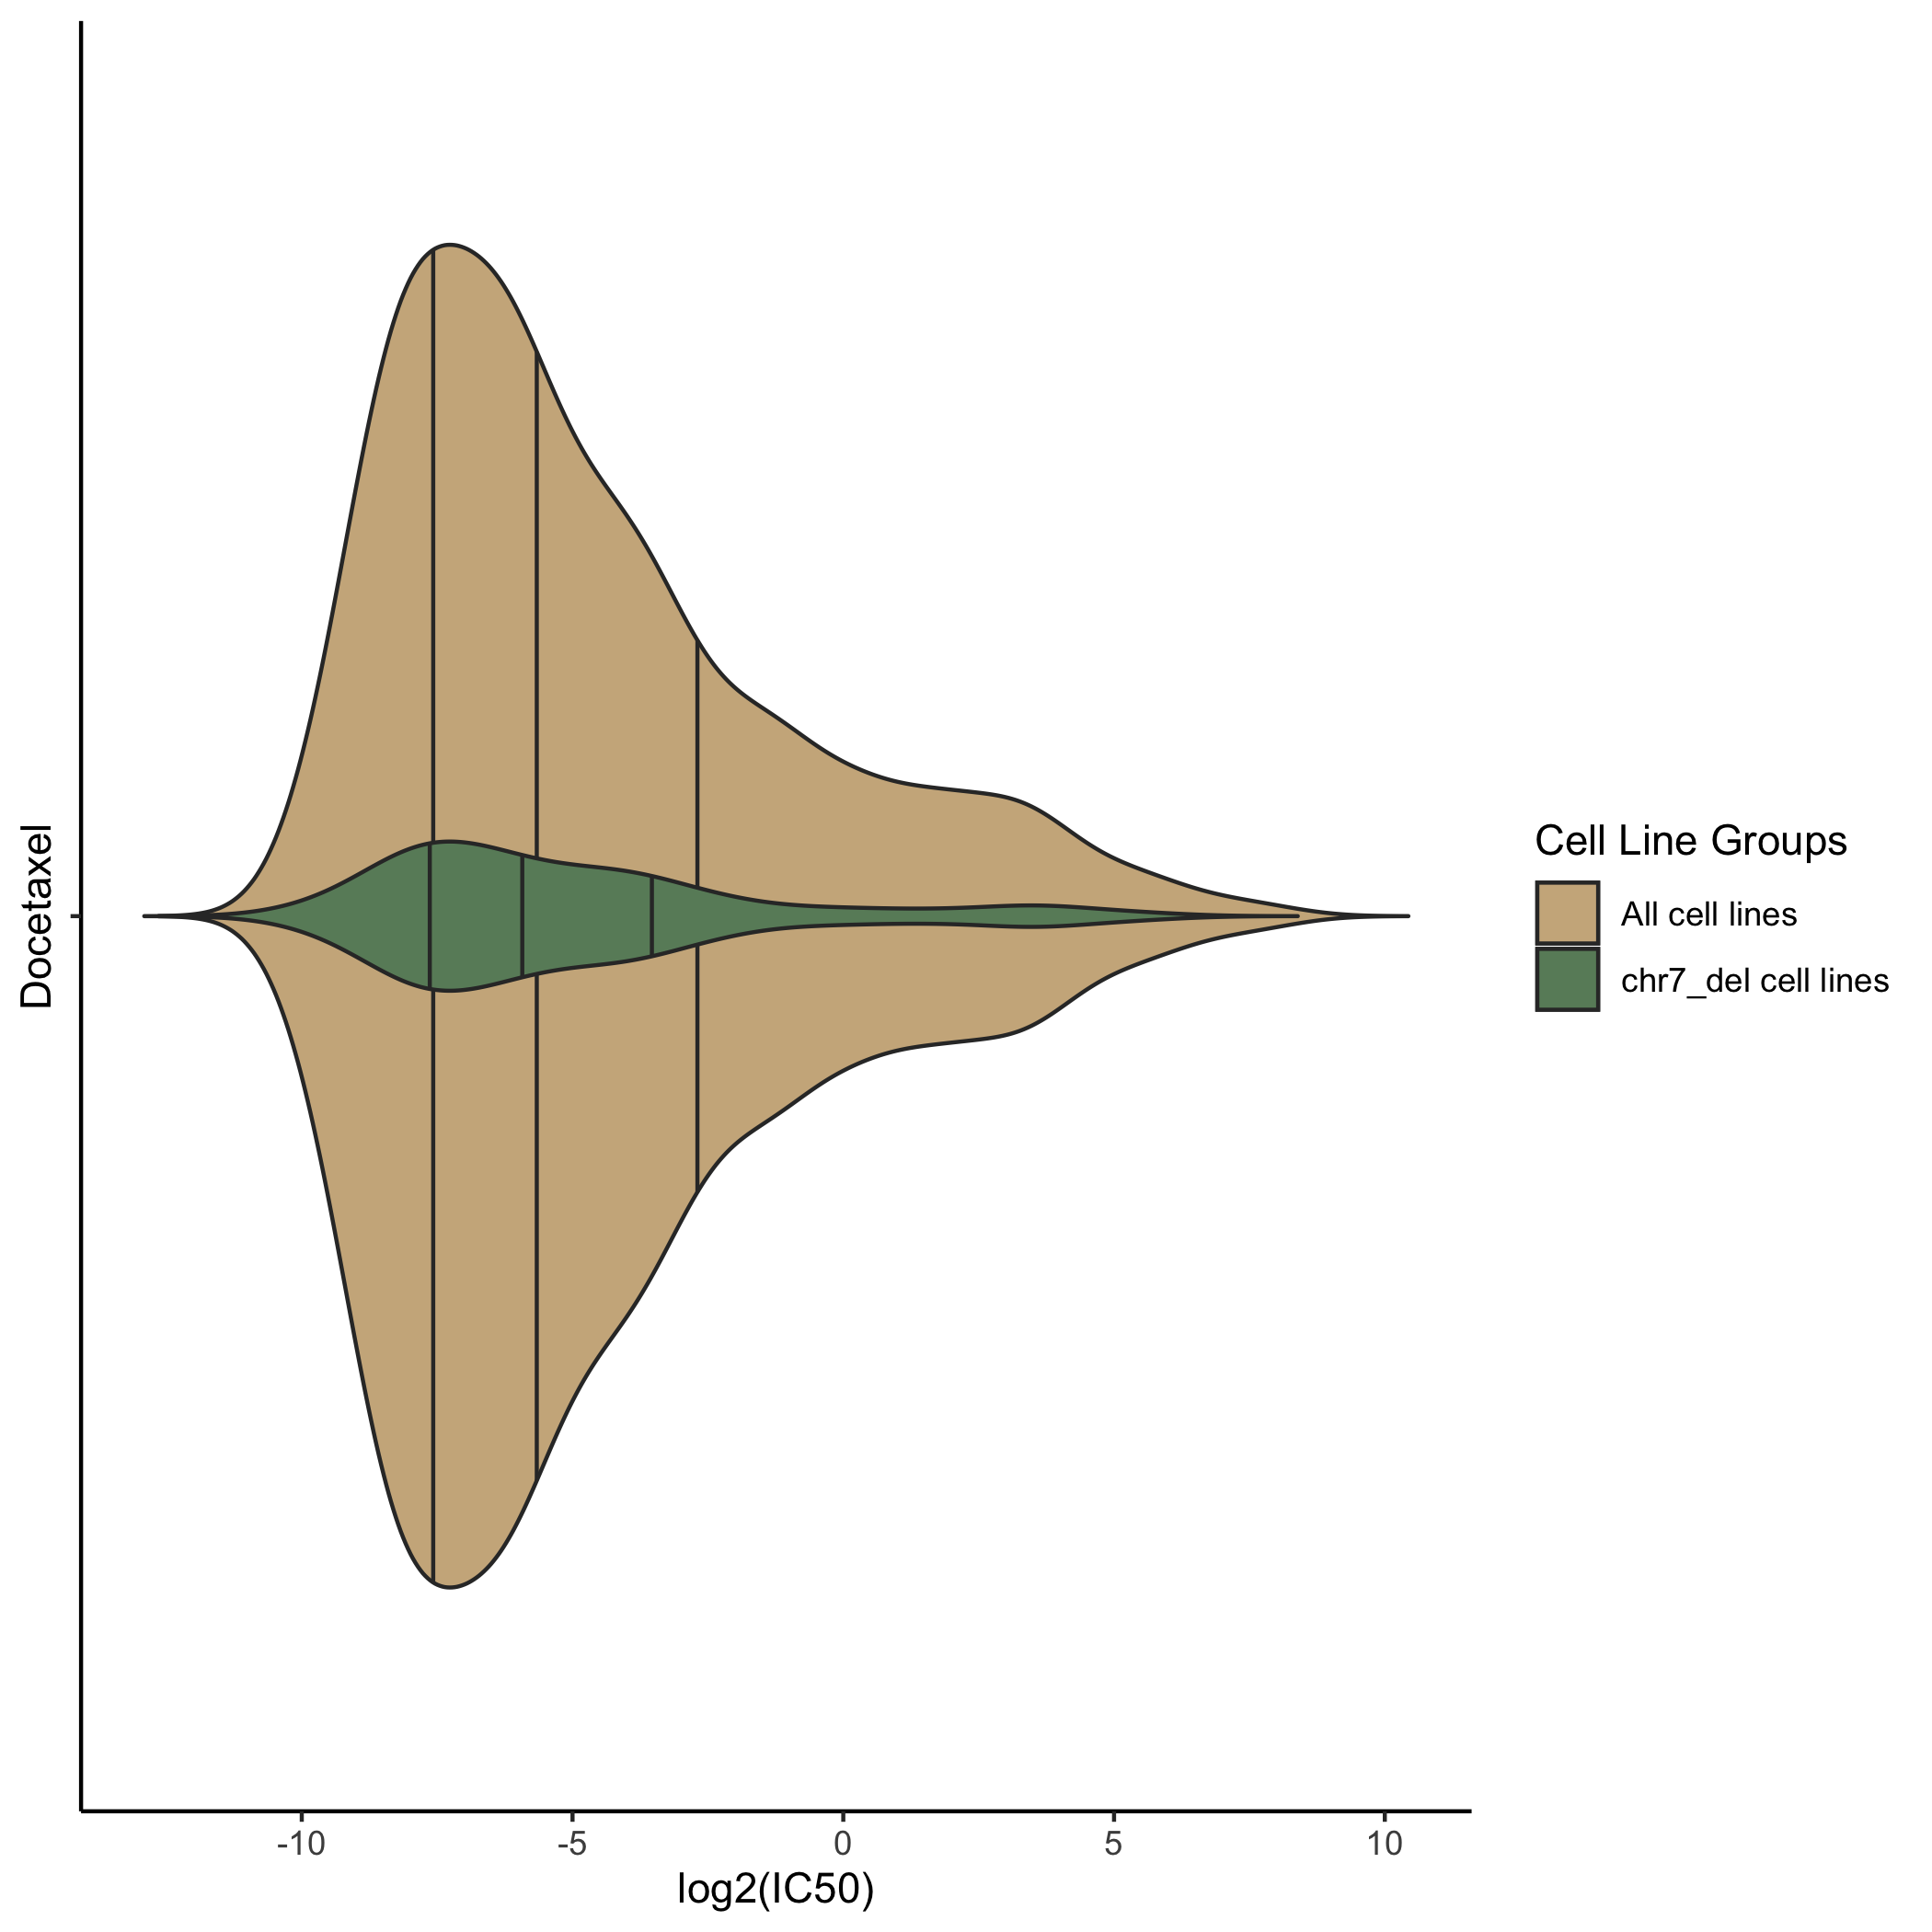 Docetaxel
-10
-5
0
5
10
log2(IC50)
Cell Line Groups
All cell lines
chr7_del cell lines